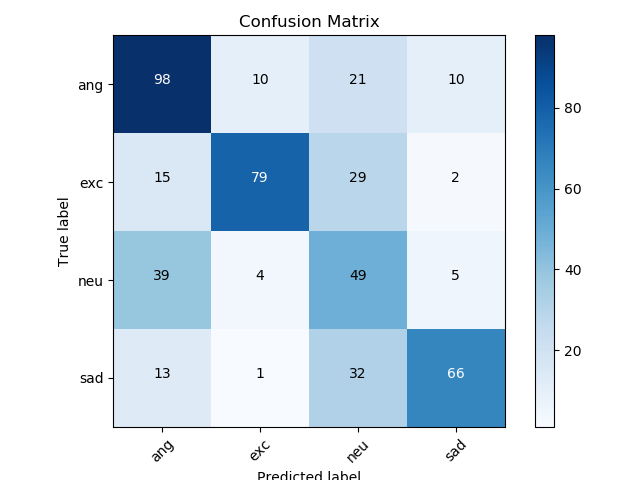 Confusion Matrix
ang 98 10 21 10
exc 15 79 29 2
neu 39 4 49 5
sad 13 1 32 66
ang exc neu sad
True label
Predicted label
80
60
40
20